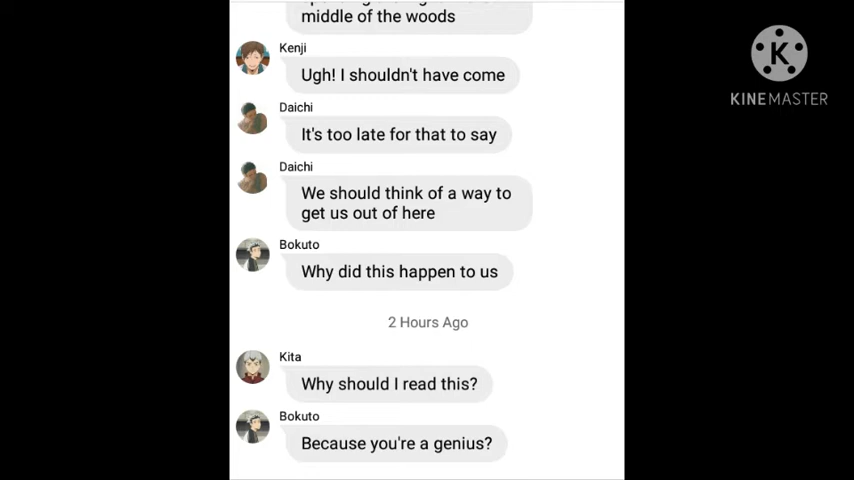 middle of the woods
Kenji
Ugh! I shouldn't have come
Daichi
It's too late for that to say
Daichi
We should think of a way to
get us out of here
Bokuto
Why did this happen to us
2 Hours Ago
Kita
Why should I read this?
Bokuto
Because you're a genius?
K
KINEMASTER